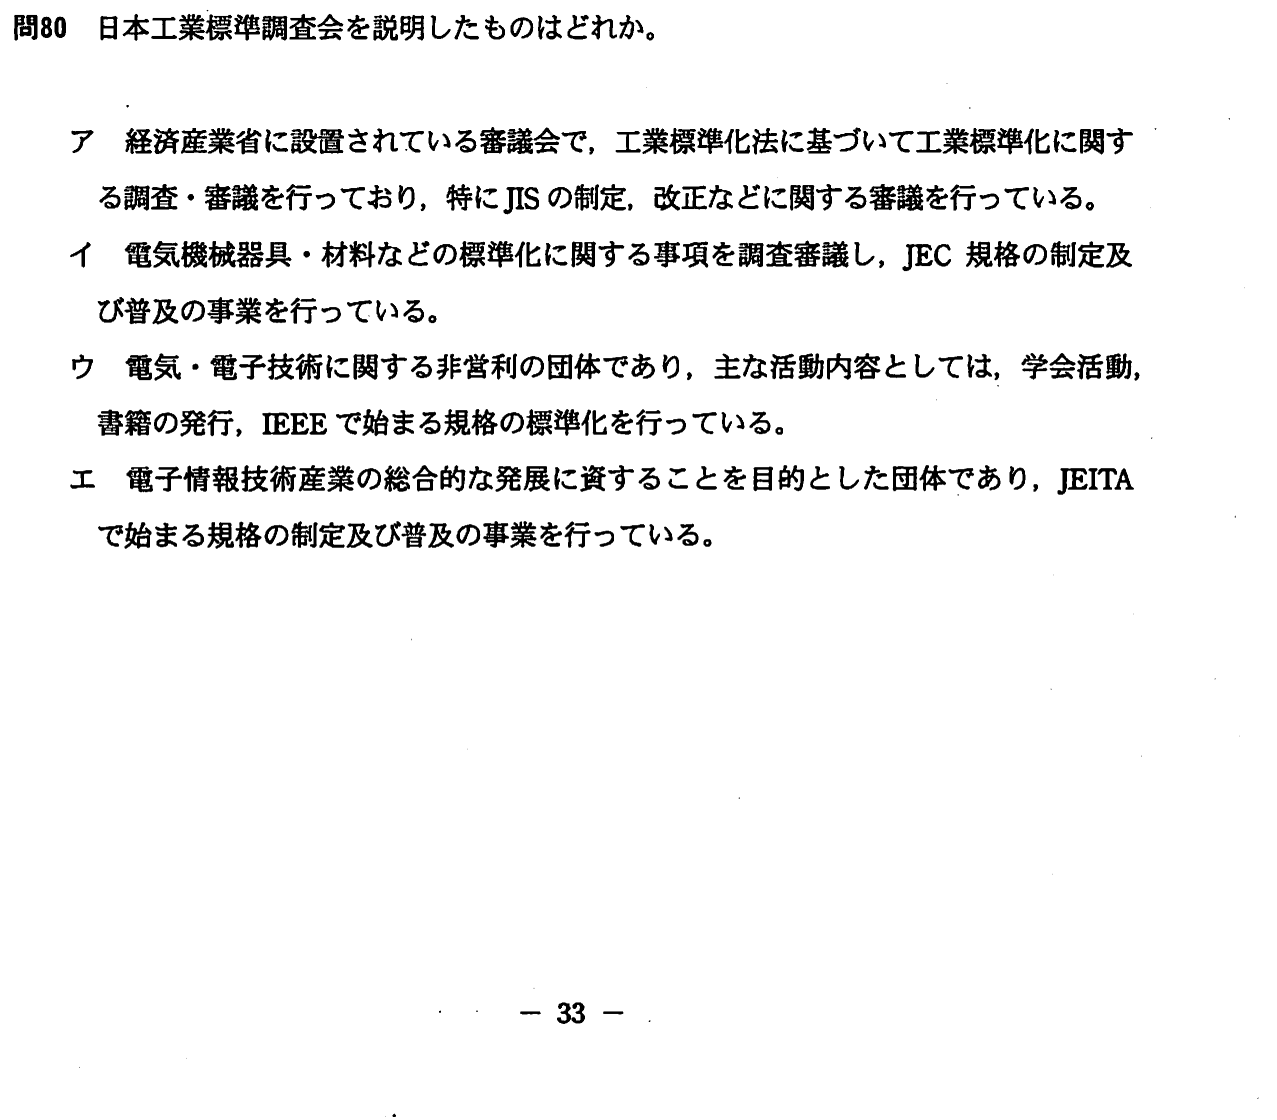 問80 日本工業標準調査会を説明したものはどれか。
ア 経済産業省に設置されている審議会で，工業標準化法に基づいて工業標準化に関す
る調査・審議を行っており，特にJISの制定，改正などに関する審議を行っている。
イ 電気機械器具・材料などの標準化に関する事項を調査審議し，JEC 規格の制定及
び普及の事業を行っている。
ウ 電気・電子技術に関する非営利の団体であり，主な活動内容としては，学会活動，
書籍の発行，IEEE で始まる規格の標準化を行っている。
エ 電子情報技術産業の総合的な発展に資することを目的とした団体であり，JEITA
で始まる規格の制定及び普及の事業を行っている。
－ 33 －